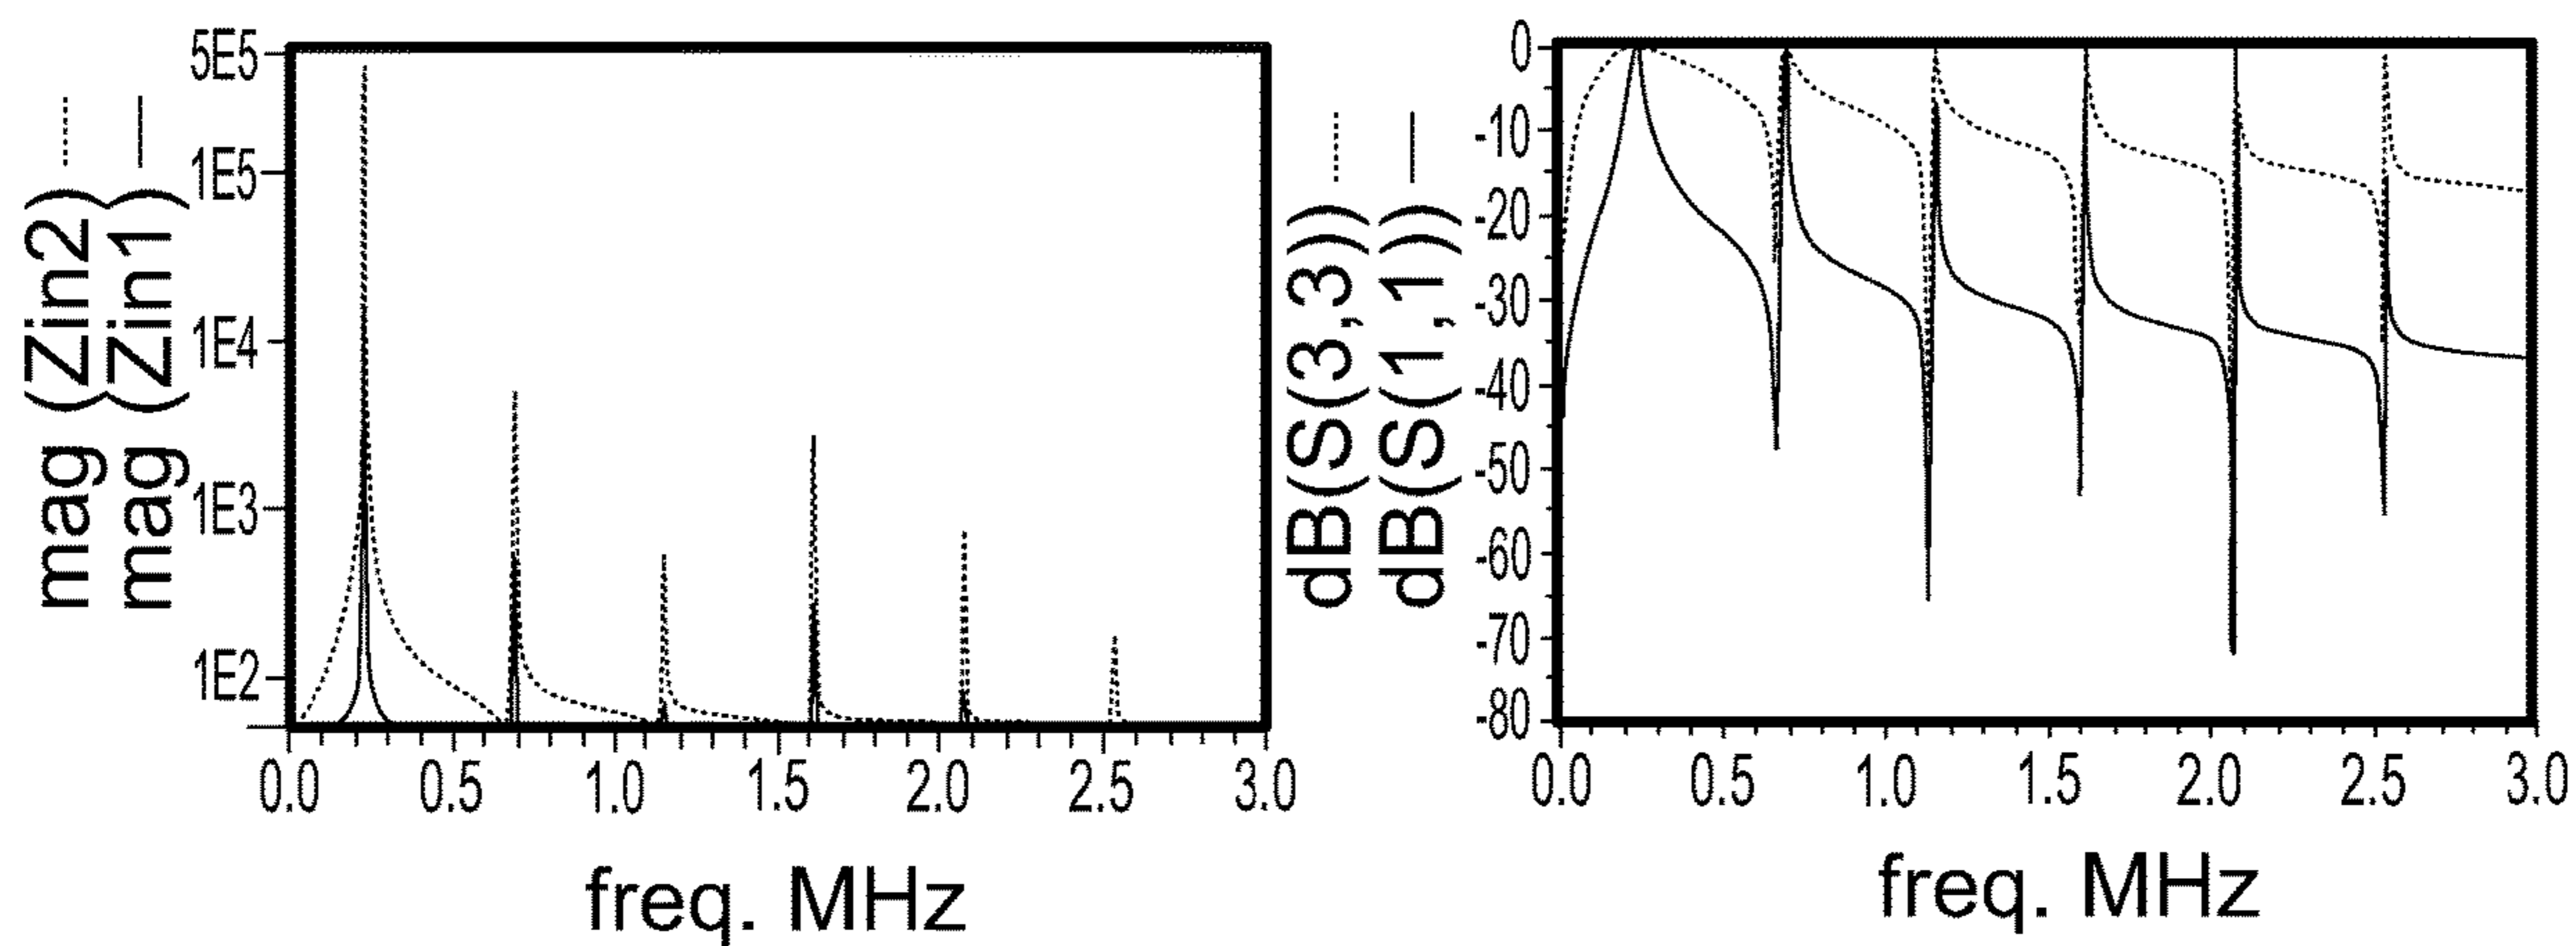 mag (Zin2)
mag (Zin1)
5E5
1E5
1E4
1E3
1E2
0.0 0.5 1.0 1.5 2.0 2.5 3.0
freq. MHz
dB(S(3,3))
dB(S(1,1))
0
-10
-20
-30
-40
-50
-60
-70
-80
0.0 0.5 1.0 1.5 2.0 2.5 3.0
freq. MHz